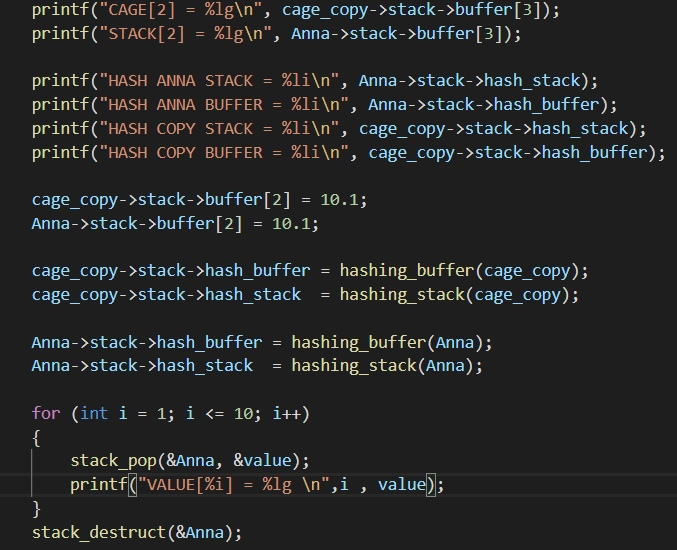 printf("CAGE[2] = %lg\n", cage_copy->stack->buffer[3]);
printf("STACK[2] = %lg\n", Anna->stack->buffer[3]);
printf("HASH ANNA STACK = %li\n", Anna->stack->hash_stack);
printf("HASH ANNA BUFFER = %li\n", Anna->stack->hash_buffer);
printf("HASH COPY STACK = %li\n", cage_copy->stack->hash_stack);
printf("HASH COPY BUFFER = %li\n", cage_copy->stack->hash_buffer);
cage_copy->stack->buffer[2] = 10.1;
Anna->stack->buffer[2] = 10.1;
cage_copy->stack->hash_buffer = hashing_buffer(cage_copy);
cage_copy->stack->hash_stack  = hashing_stack(cage_copy);
Anna->stack->hash_buffer = hashing_buffer(Anna);
Anna->stack->hash_stack  = hashing_stack(Anna);
for (int i = 1; i <= 10; i++)
{
    stack_pop(&Anna, &value);
    printf("VALUE[%i] = %lg \n",i , value);
}
stack_destruct(&Anna);